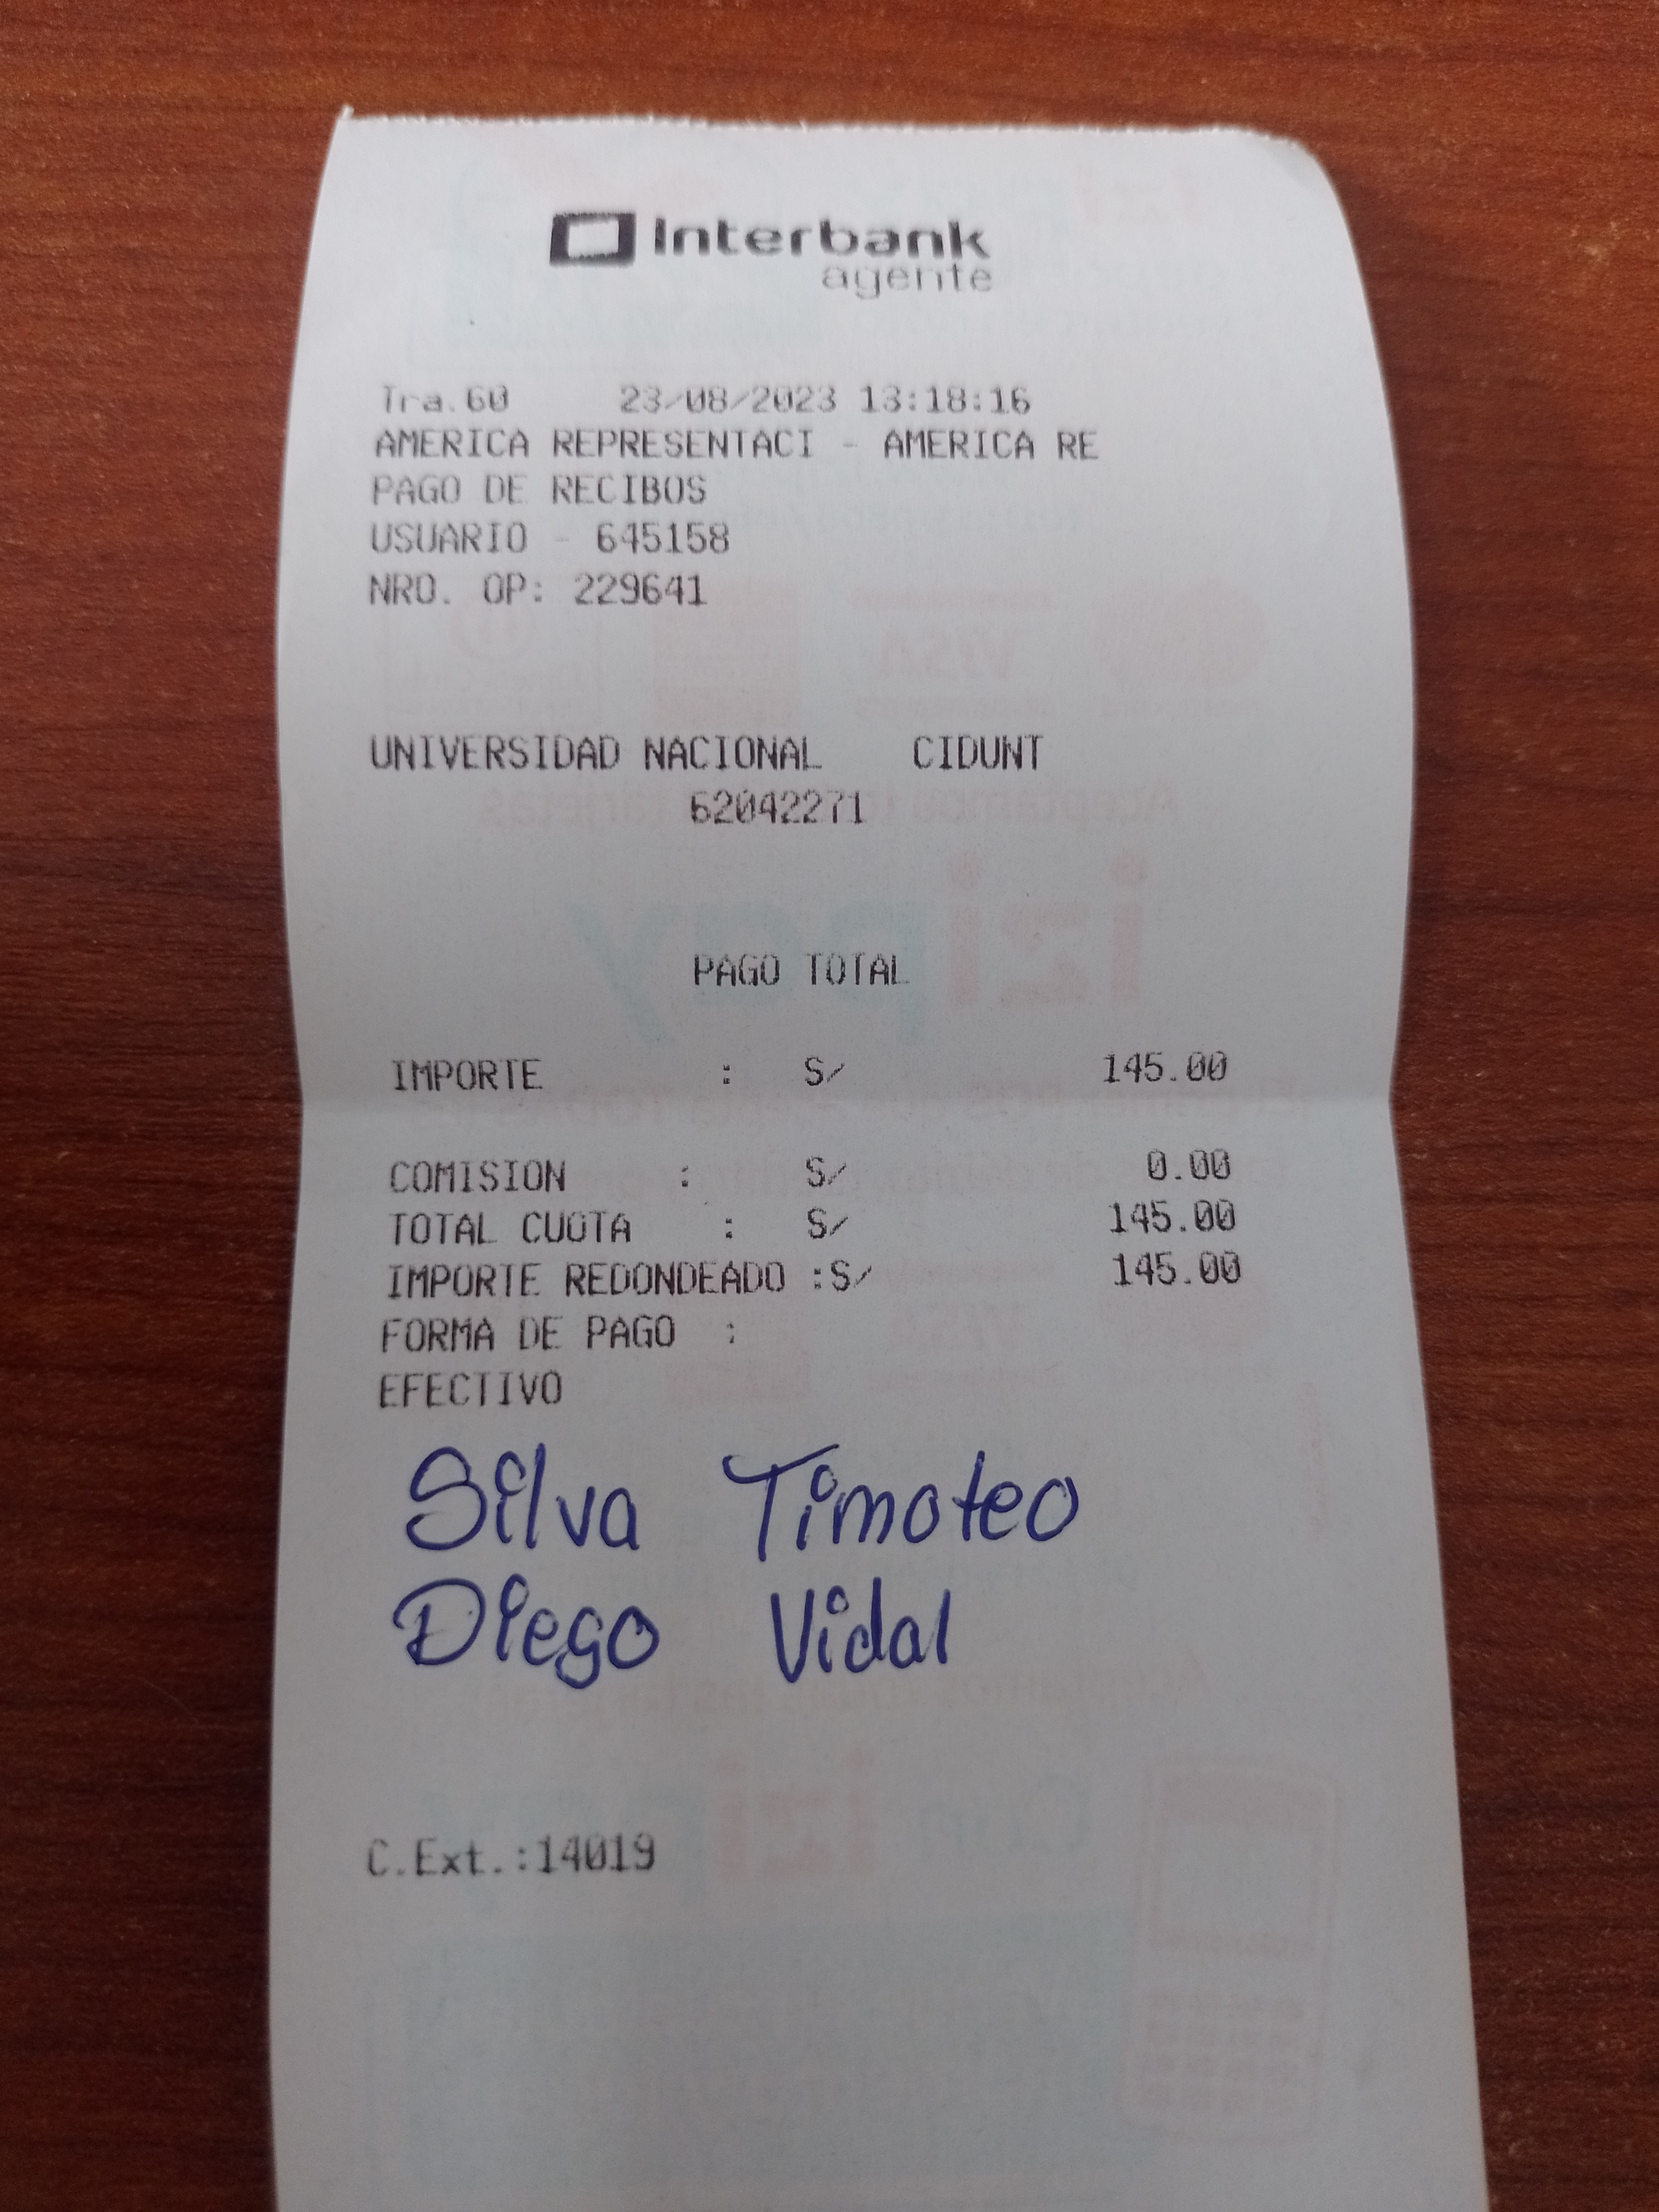 Interbank
agente
Tra.60 23/08/2023 13:18:16
AMERICA REPRESENTACI - AMERICA RE
PAGO DE RECIBOS
USUARIO - 645158
NRO. OP: 229641
UNIVERSIDAD NACIONAL CIDUNT
62042271
PAGO TOTAL
IMPORTE : S/ 145.00
COMISION : S/ 0.00
TOTAL CUOTA : S/ 145.00
IMPORTE REDONDEADO :S/ 145.00
FORMA DE PAGO :
EFECTIVO
Silva Timoteo
Diego Vidal
C.Ext.:14019